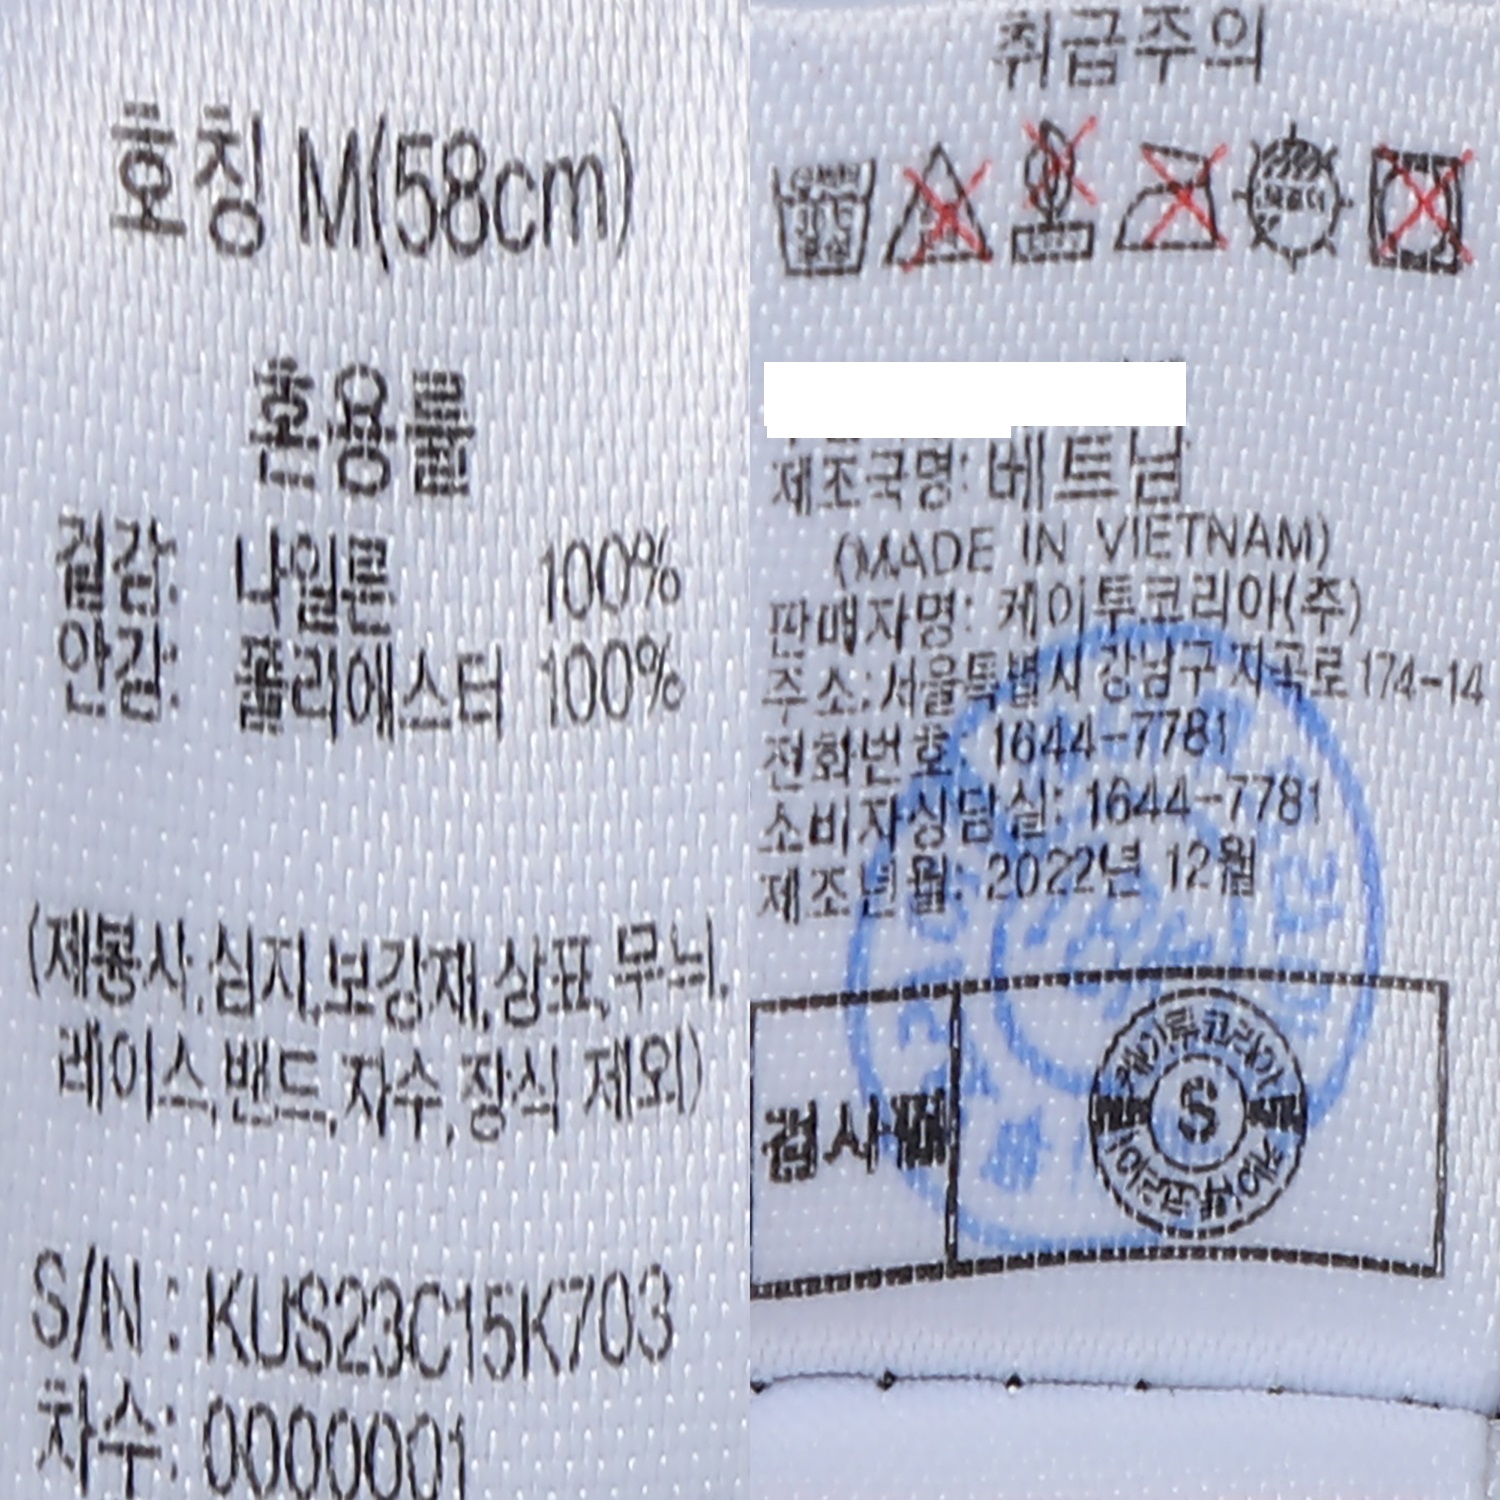 호칭 M(58cm)
혼용률
겉감: 나일론 100%
안감: 폴리에스터 100%
(제봉사,심지,보강재,상표,무늬,
레이스,밴드,자수,장식 제외)
S/N : KUS23C15K703
차수: 0000001
취급주의
제조국명: 베트남
(MADE IN VIETNAM)
판매자명: 케이투코리아(주)
주소: 서울특별시 강남구 자곡로 174-14
전화번호: 1644-7781
소비자상담실: 1644-7781
제조년월: 2022년 12월
검사필
케이투코리아
S